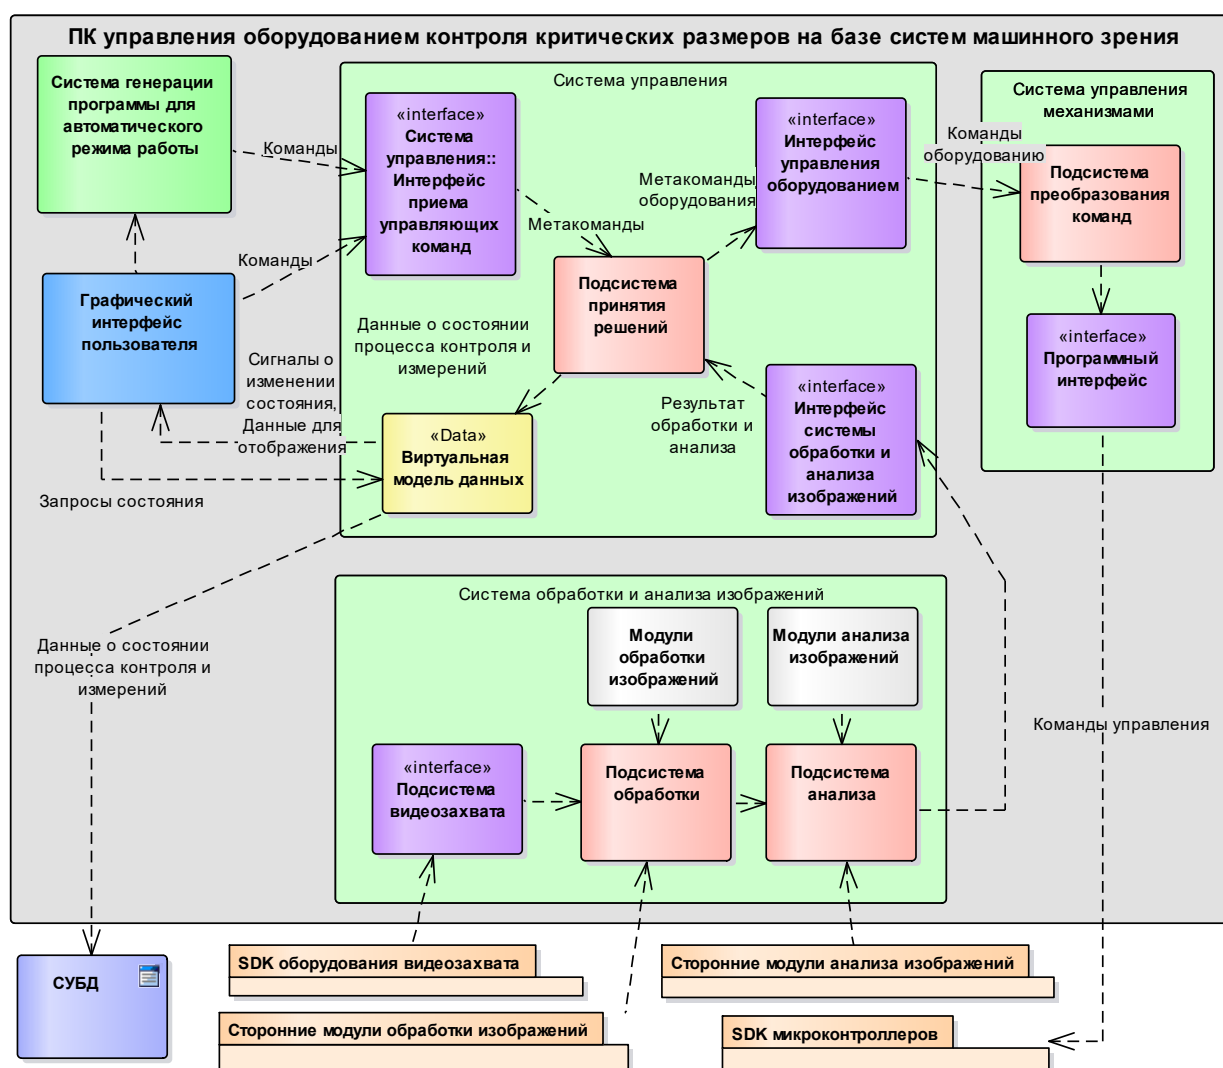 ПК управления оборудованием контроля критических размеров на базе систем машинного зрения
Система генерации
программы для
автоматического
режима работы
Команды
Графический
интерфейс
пользователя
Команды
Система управления
«interface»
Система
управления::
Интерфейс
приема
управляющих
команд
Метакоманды
«interface»
Интерфейс
управления
оборудованием
Метакоманды
оборудования
Подсистема
принятия
решений
Данные о состоянии
процесса контроля и
измерений
Сигналы о
изменении
состояния,
Данные для
отображения
«Data»
Виртуальная
модель данных
Запросы состояния
Результат
обработки и
анализа
«interface»
Интерфейс
системы
обработки и
анализа
изображений
Система управления
механизмами
Команды
оборудованию
Подсистема
преобразования
команд
«interface»
Программный
интерфейс
Система обработки и анализа изображений
Модули
обработки
изображений
Модули анализа
изображений
«interface»
Подсистема
видеозахвата
Подсистема
обработки
Подсистема
анализа
Данные о состоянии
процесса контроля и
измерений
Команды управления
СУБД
SDK оборудования видеозахвата
Сторонние модули анализа изображений
Сторонние модули обработки изображений
SDK микроконтроллеров